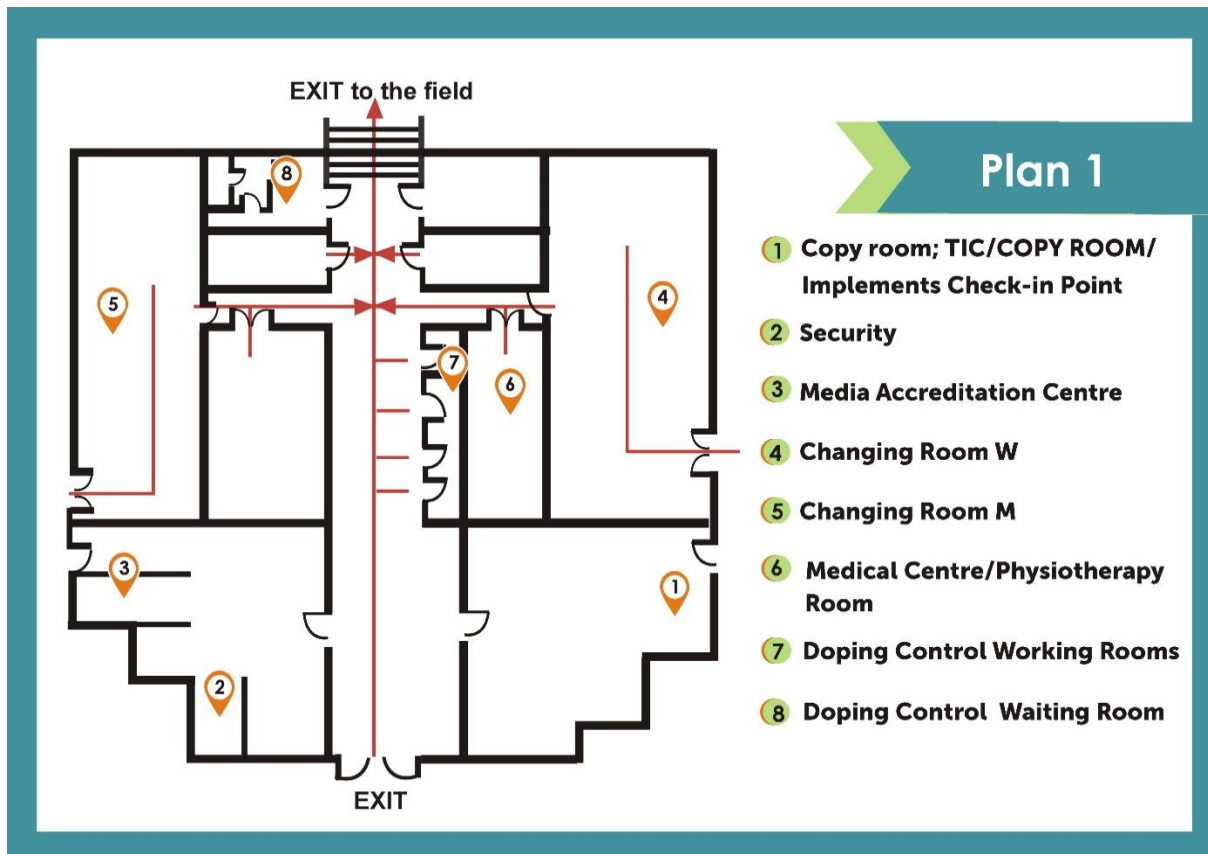 EXIT to the field
Plan 1
8
5
4
7
6
3
1
2
EXIT
1 Copy room; TIC/COPY ROOM/
Implements Check-in Point
2 Security
3 Media Accreditation Centre
4 Changing Room W
5 Changing Room M
6 Medical Centre/Physiotherapy
Room
7 Doping Control Working Rooms
8 Doping Control Waiting Room